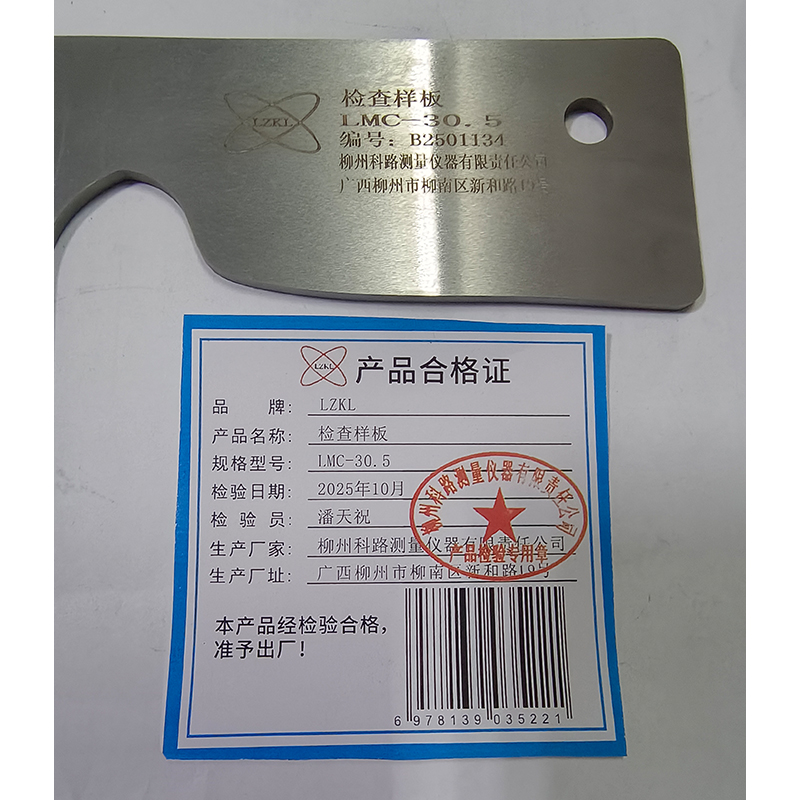 LZKL
检查样板
LMC-30.5
编号: B2501134
柳州科路测量仪器有限责任公司
广西柳州市柳南区新和路19号
LZKL
产品合格证
品 牌: LZKL
产品名称: 检查样板
规格型号: LMC-30.5
检验日期: 2025年10月
检 验 员: 潘天祝
生产厂家: 柳州科路测量仪器有限责任公司
生产厂址: 广西柳州市柳南区新和路19号
柳州科路测量仪器有限责任公司
产品检验专用章
本产品经检验合格，
准予出厂！
6 978139 035221